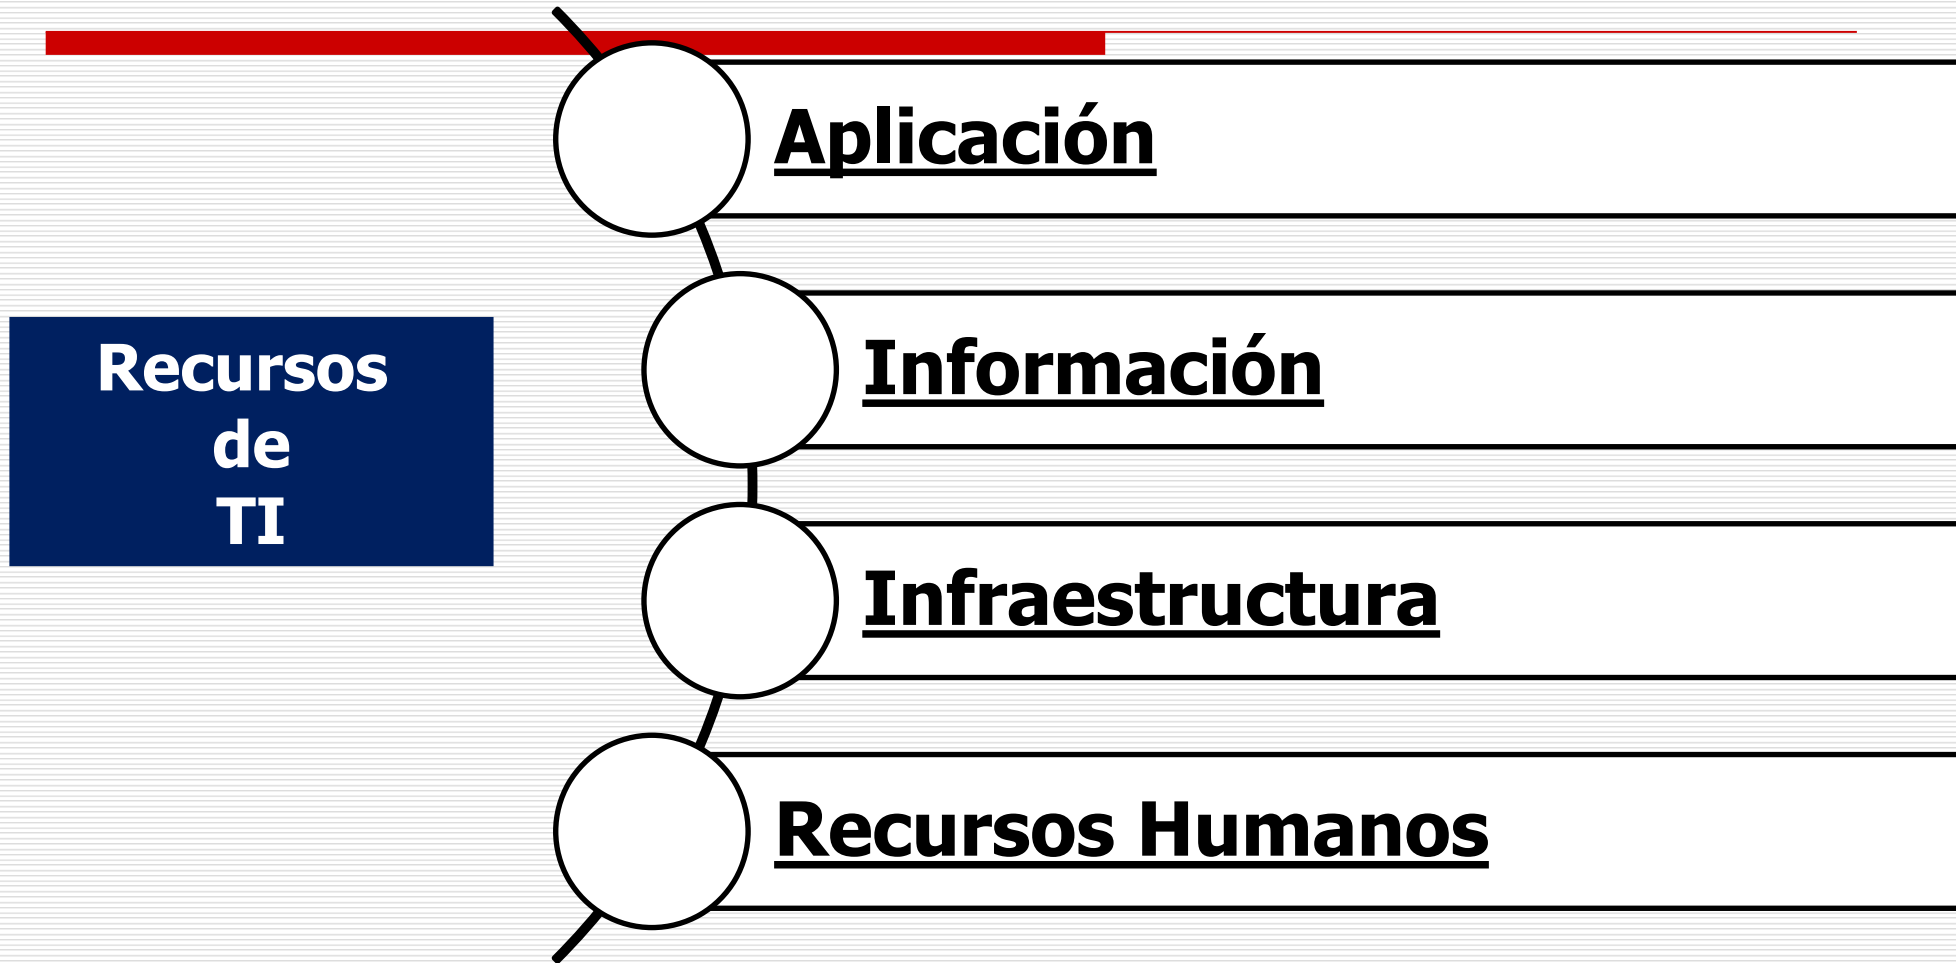 Recursos
de
TI
Aplicación
Información
Infraestructura
Recursos Humanos